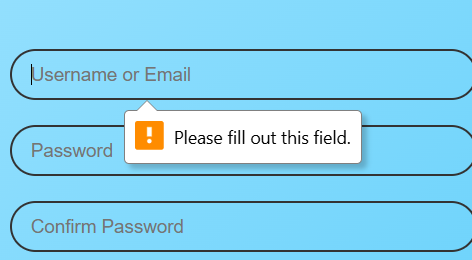 Username or Email
Please fill out this field.
Password
Confirm Password